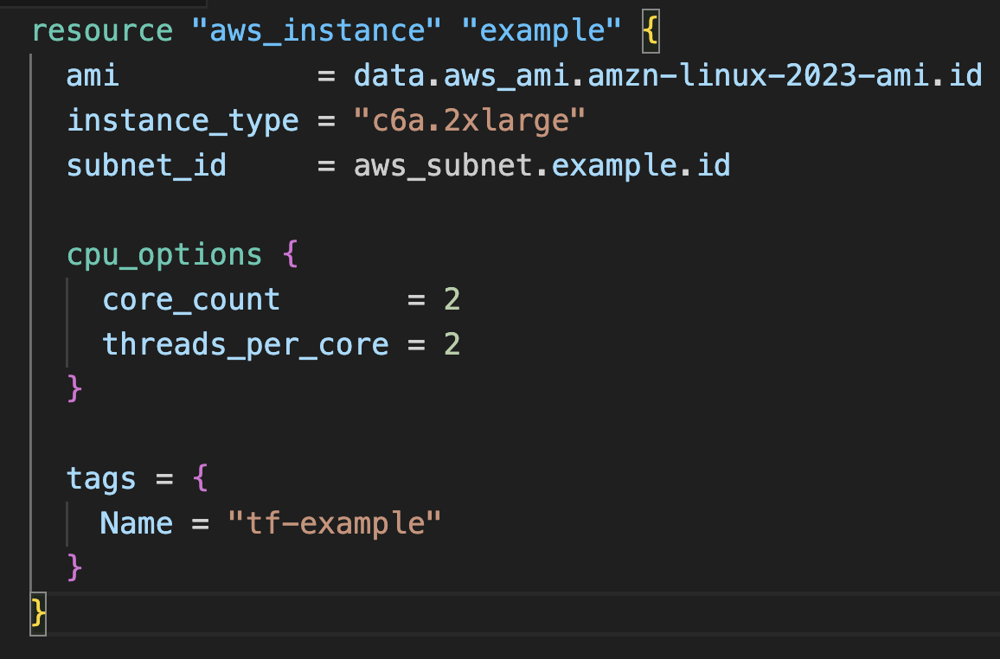 resource "aws_instance" "example" {
  ami           = data.aws_ami.amzn-linux-2023-ami.id
  instance_type = "c6a.2xlarge"
  subnet_id     = aws_subnet.example.id

  cpu_options {
    core_count       = 2
    threads_per_core = 2
  }

  tags = {
    Name = "tf-example"
  }
}